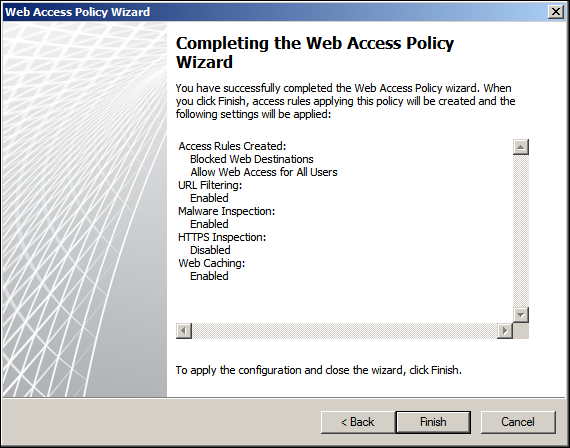 Web Access Policy Wizard
Completing the Web Access Policy
Wizard
You have successfully completed the Web Access Policy wizard. When
you click Finish, access rules applying this policy will be created and the
following settings will be applied:
Access Rules Created:
Blocked Web Destinations
Allow Web Access for All Users
URL Filtering:
Enabled
Malware Inspection:
Enabled
HTTPS Inspection:
Disabled
Web Caching:
Enabled
To apply the configuration and close the wizard, click Finish.
< Back
Finish
Cancel